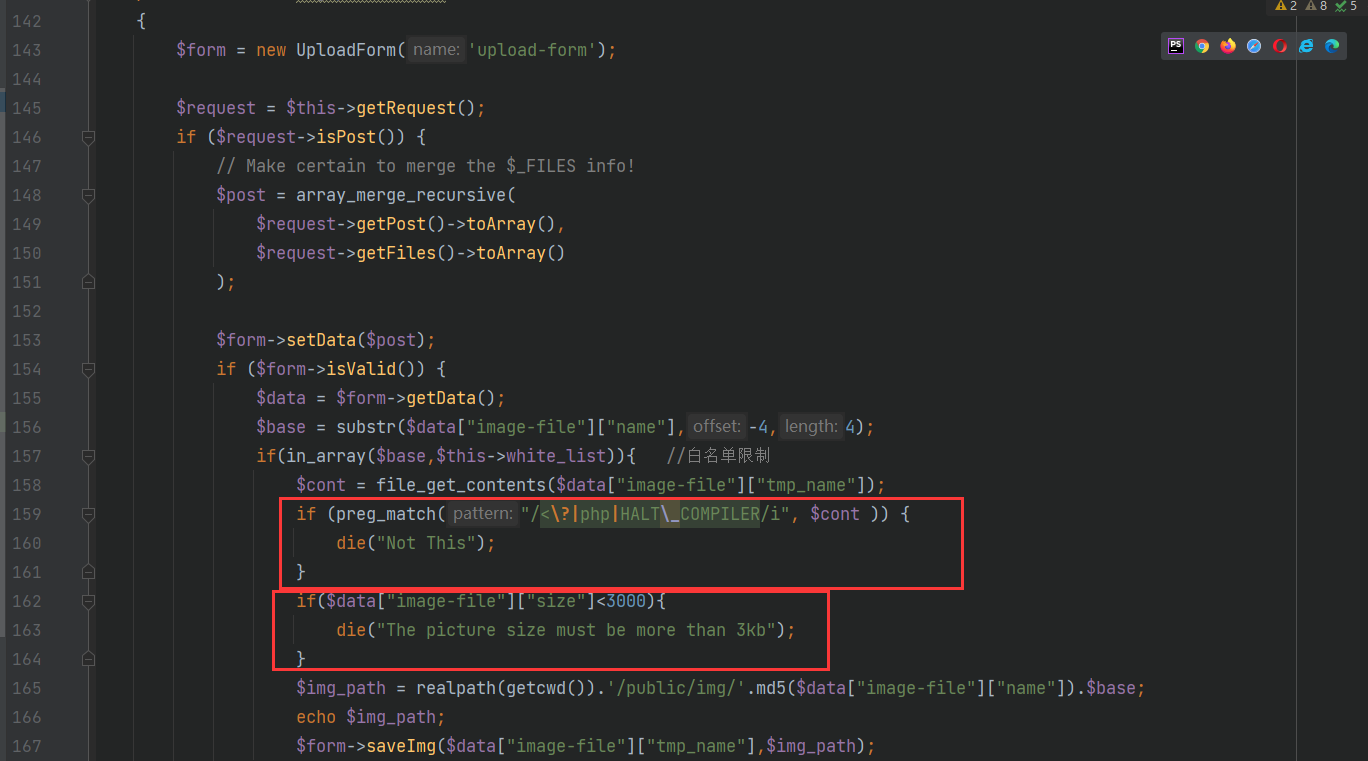 2 8 5
142 {
143 $form = new UploadForm( name: 'upload-form');
144
145 $request = $this->getRequest();
146 if ($request->isPost()) {
147 // Make certain to merge the $_FILES info!
148 $post = array_merge_recursive(
149 $request->getPost()->toArray(),
150 $request->getFiles()->toArray()
151 );
152
153 $form->setData($post);
154 if ($form->isValid()) {
155 $data = $form->getData();
156 $base = substr($data["image-file"]["name"], offset: -4, length: 4);
157 if(in_array($base,$this->white_list)){ //白名单限制
158 $cont = file_get_contents($data["image-file"]["tmp_name"]);
159 if (preg_match( pattern: "/<\?|php|HALT\_COMPILER/i", $cont )) {
160 die("Not This");
161 }
162 if($data["image-file"]["size"]<3000){
163 die("The picture size must be more than 3kb");
164 }
165 $img_path = realpath(getcwd()).'/public/img/'.md5($data["image-file"]["name"]).$base;
166 echo $img_path;
167 $form->saveImg($data["image-file"]["tmp_name"],$img_path);
PS